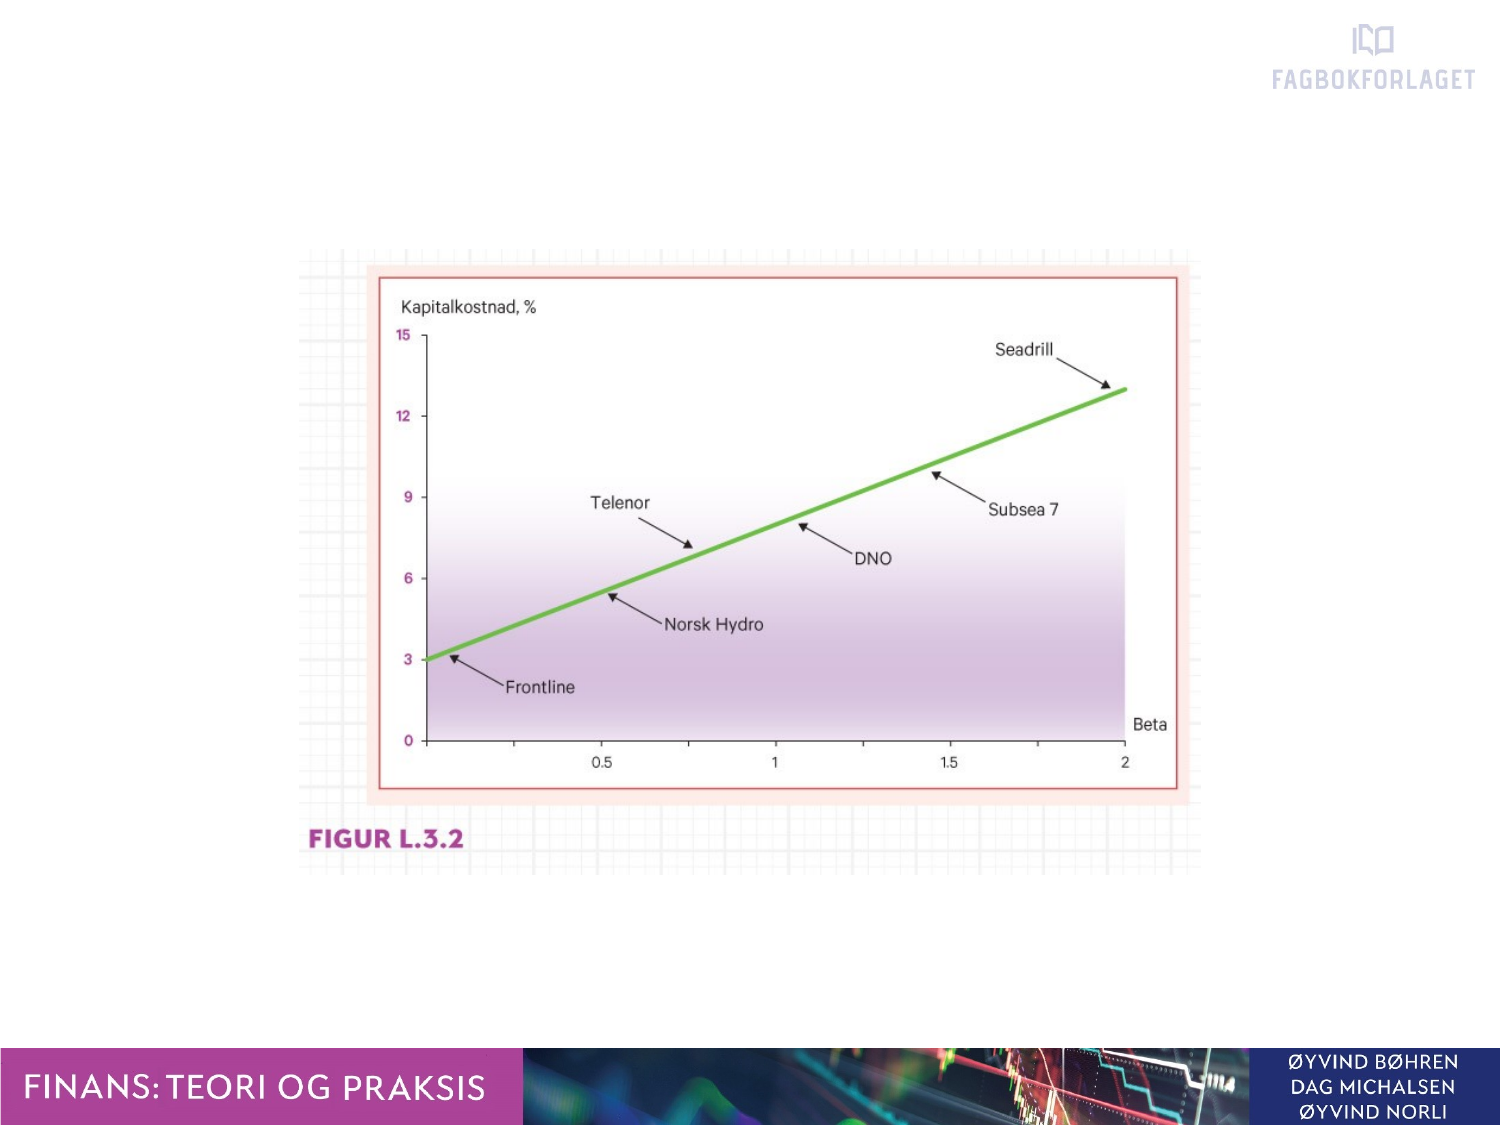 FAGBOKFORLAGET
Kapitalkostnad, %
15
Seadrill
12
9
Telenor
Subsea 7
DNO
6
Norsk Hydro
3
Frontline
Beta
0
0.5 1 1.5 2
FIGUR L.3.2
FINANS: TEORI OG PRAKSIS
ØYVIND BØHREN
DAG MICHALSEN
ØYVIND NORLI